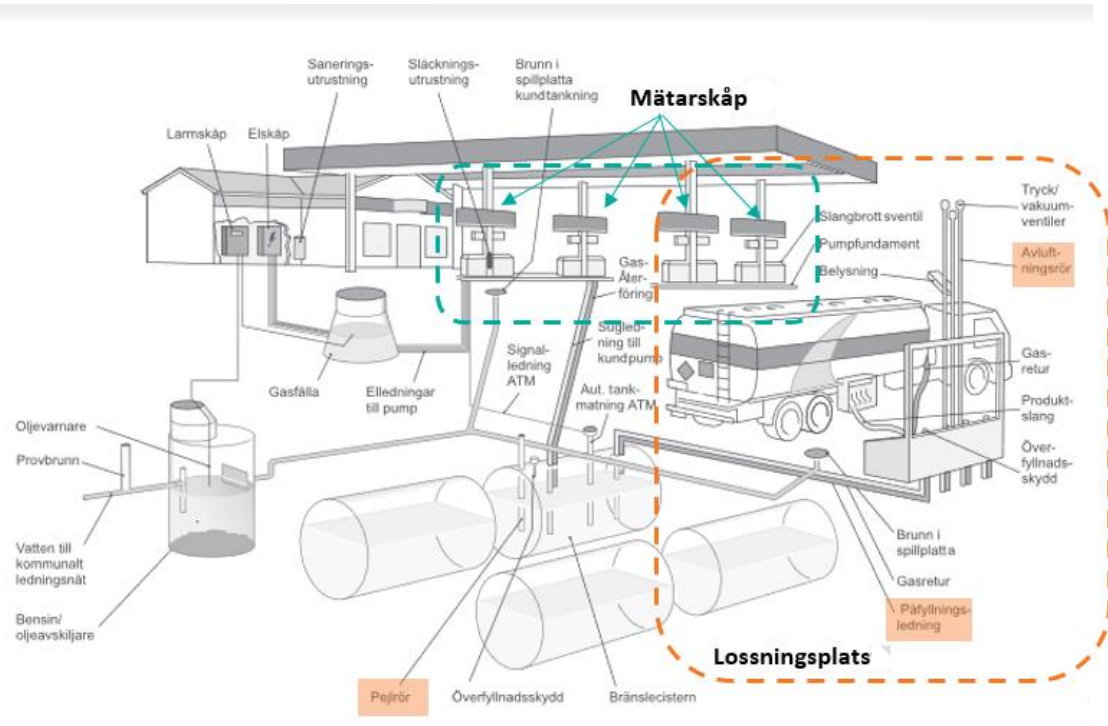 Sanerings-
utrustning
Släcknings-
utrustning
Brunn i
spillplatta
kundtankning
Mätarskåp
Larmskåp
Elskåp
Tryck/
vakuum-
ventiler
Slangbrott sventil
Pumpfundament
Avluft-
ningsrör
Belysning
Gas-
Åter-
föring
Sugled-
ning till
kundpump
Signal-
ledning
ATM
Gasfälla
Elledningar
till pump
Aut. tank-
matning ATM
Gas-
retur
Produkt-
slang
Över-
fyllnads-
skydd
Oljevarnare
Provbrunn
Vatten till
kommunalt
ledningsnät
Bensin/
oljeavskiljare
Brunn i
spillplatta
Gasretur
Påfyllnings-
ledning
Lossningsplats
Pejlrör
Överfyllnadsskydd
Bränslecistern